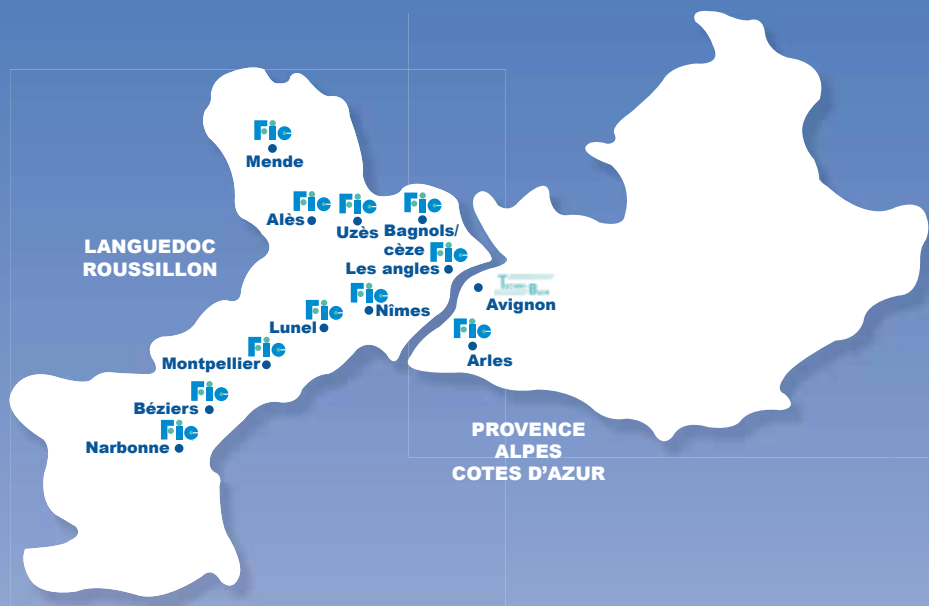 Fic
Mende
Fic
Alès
Fic
Uzès
Fic
Bagnols/
cèze
Fic
Les angles
LANGUEDOC
ROUSSILLON
Avignon
Fic
Nîmes
Fic
Lunel
Fic
Arles
Fic
Montpellier
Fic
Béziers
Fic
Narbonne
PROVENCE
ALPES
COTES D’AZUR